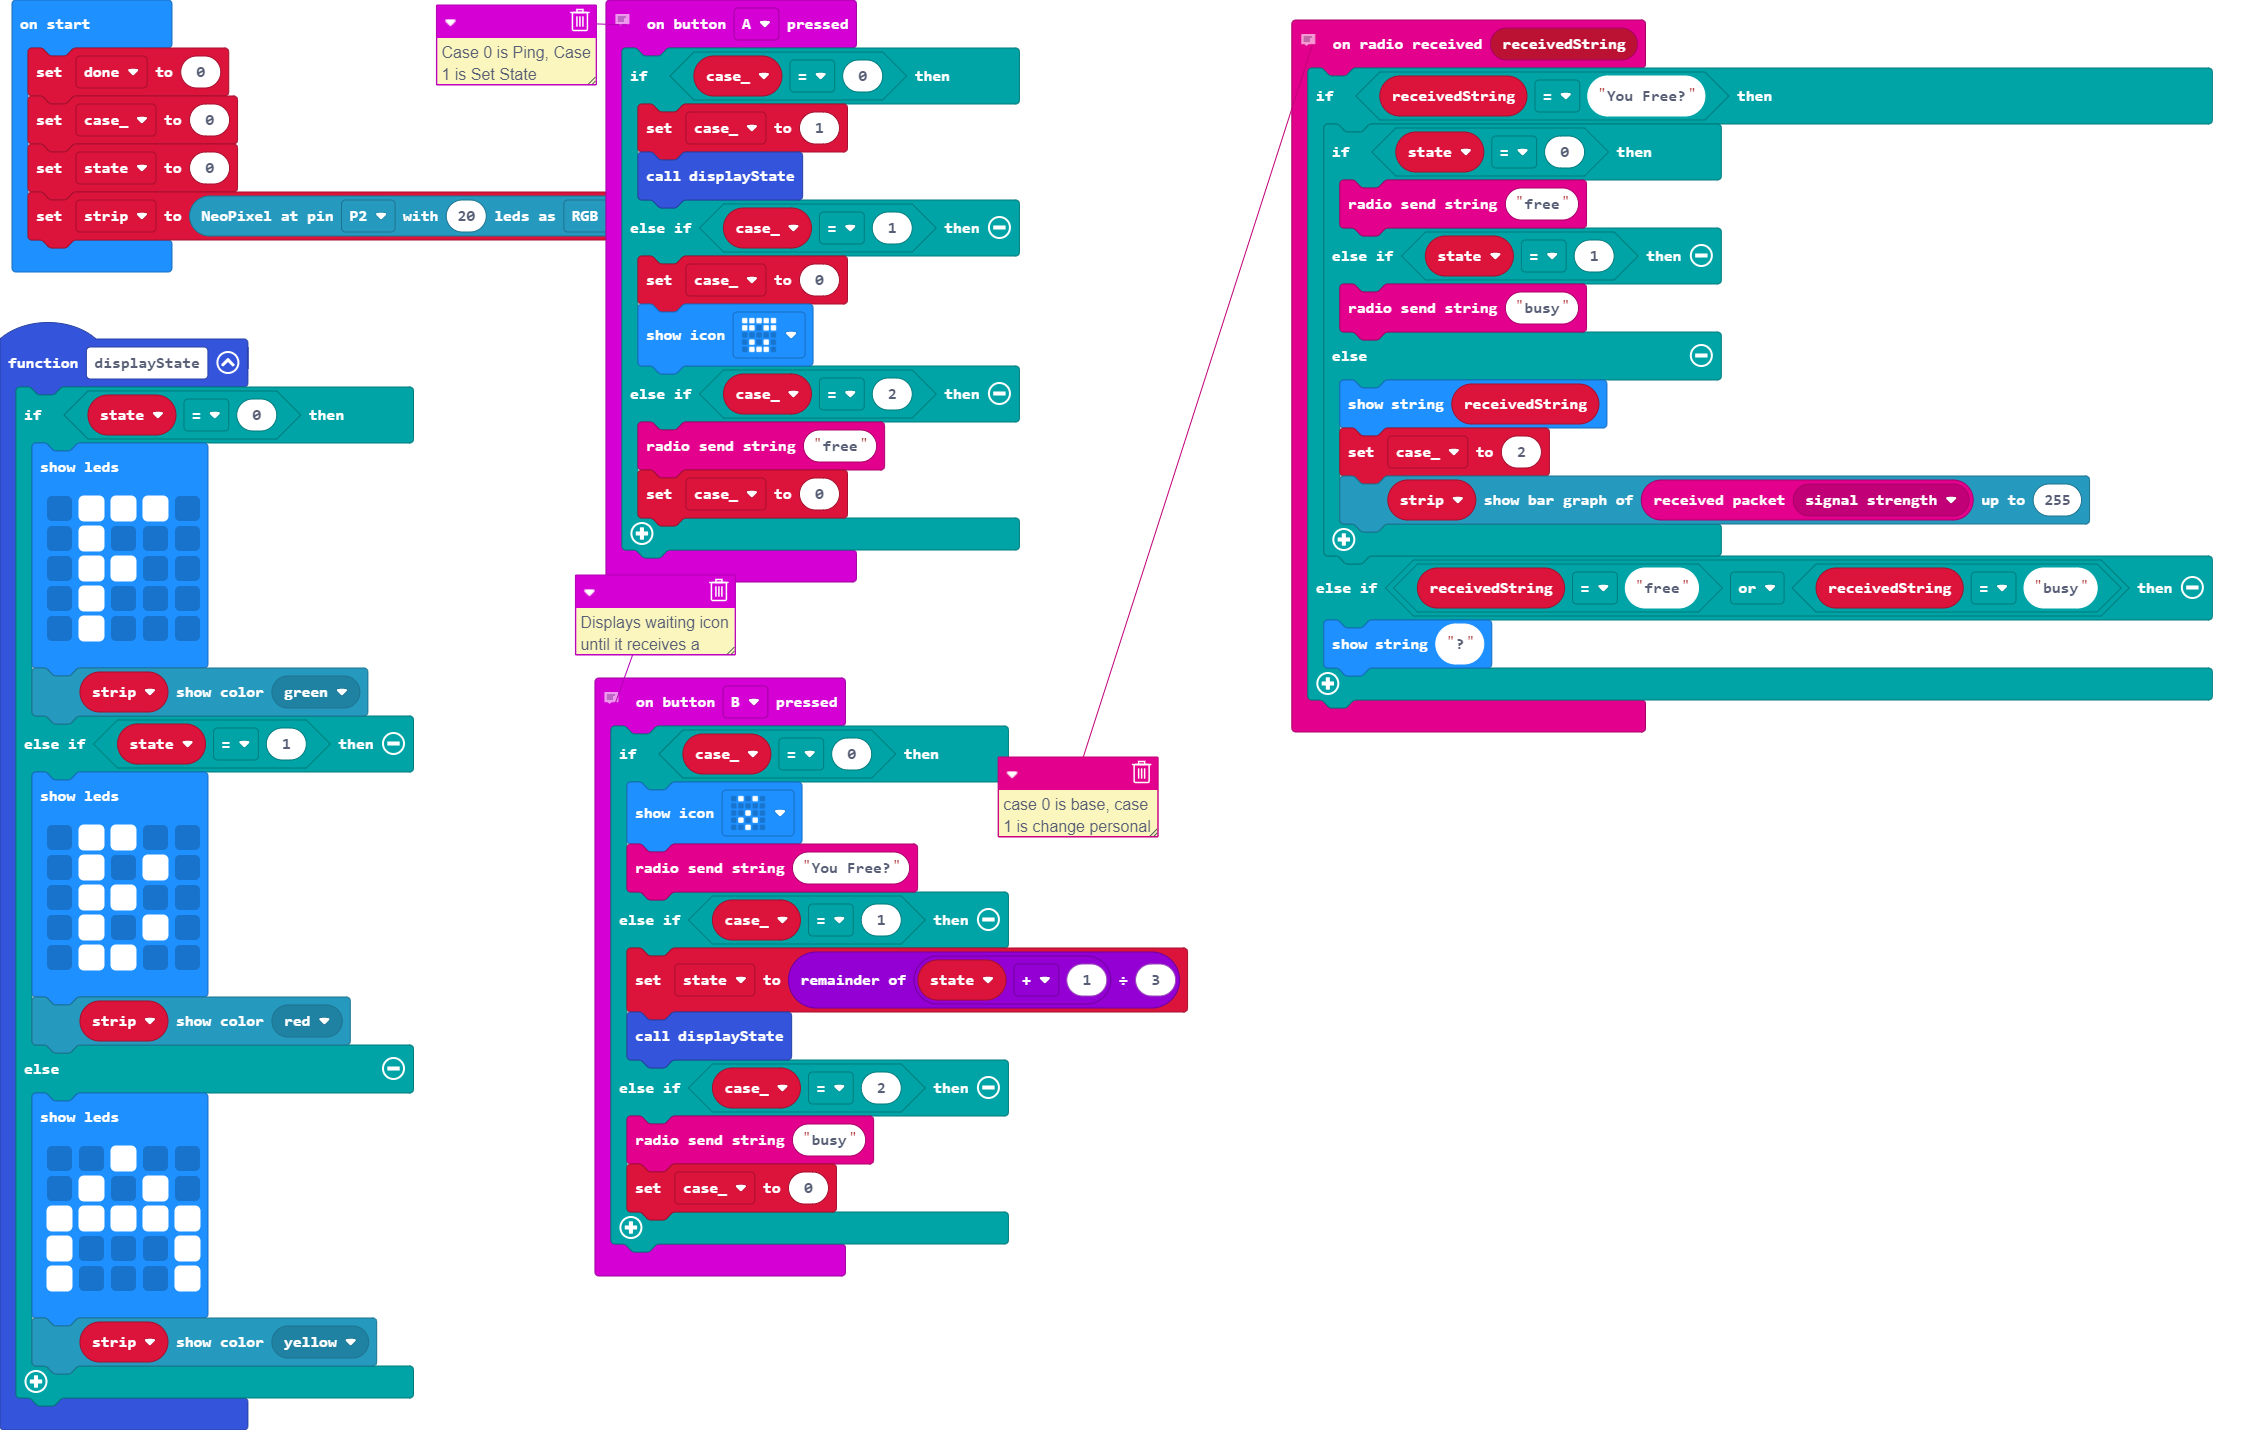 on start
set done to 0
set case_ to 0
set state to 0
set strip to NeoPixel at pin P2 with 20 leds as RGB
function displayState
if state = 0 then
show leds
strip show color green
else if state = 1 then
show leds
strip show color red
else
show leds
strip show color yellow
Case 0 is Ping, Case
1 is Set State
on button A pressed
if case_ = 0 then
set case_ to 1
call displayState
else if case_ = 1 then
set case_ to 0
show icon
else if case_ = 2 then
radio send string "free"
set case_ to 0
Displays waiting icon
until it receives a
on button B pressed
if case_ = 0 then
show icon
radio send string "You Free?"
else if case_ = 1 then
set state to remainder of state + 1 ÷ 3
call displayState
else if case_ = 2 then
radio send string "busy"
set case_ to 0
case 0 is base, case
1 is change personal
on radio received receivedString
if receivedString = "You Free?" then
if state = 0 then
radio send string "free"
else if state = 1 then
radio send string "busy"
else
show string receivedString
set case_ to 2
strip show bar graph of received packet signal strength up to 255
else if receivedString = "free" or receivedString = "busy" then
show string "?"